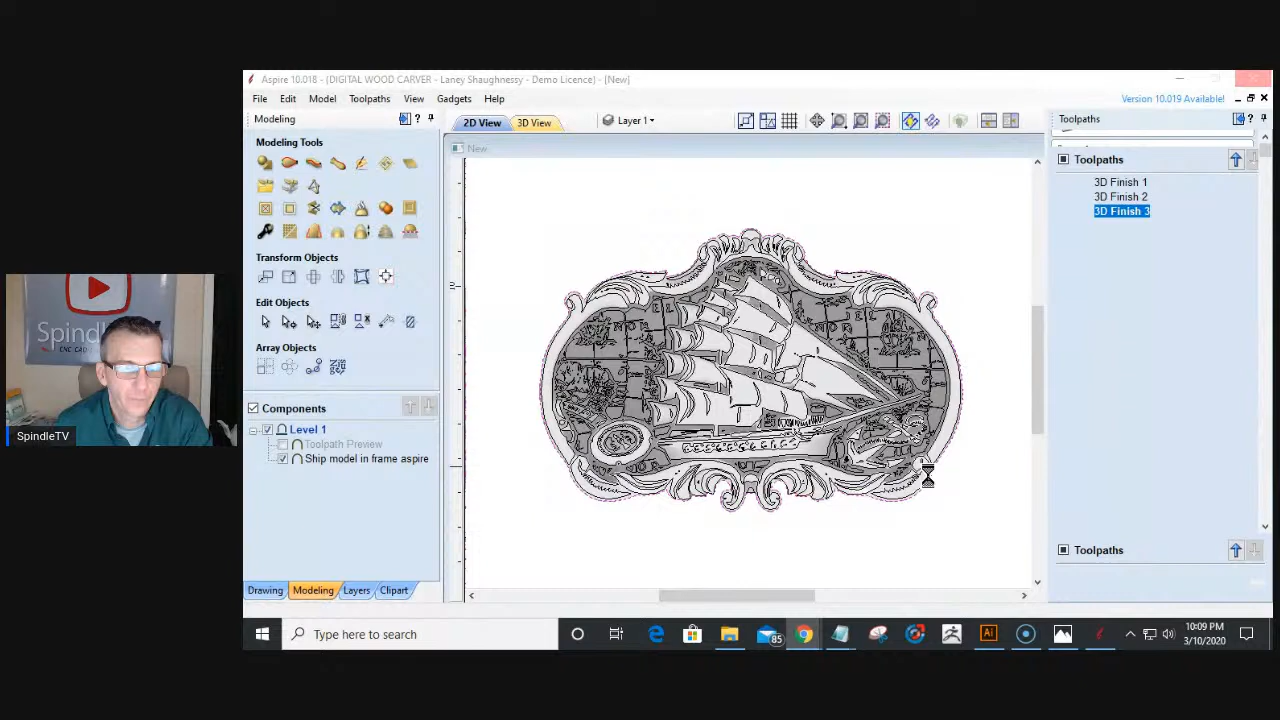 Aspire 10.018 - {DIGITAL WOOD CARVER - Laney Shaughnessy - Demo Licence} - [New]
File Edit Model Toolpaths View Gadgets Help
Version 10.019 Available!
Modeling
2D View 3D View
Layer 1
Toolpaths
New
Modeling Tools
Toolpaths
3D Finish 1
3D Finish 2
3D Finish 3
Transform Objects
Edit Objects
Array Objects
Components
Level 1
Toolpath Preview
Ship model in frame aspire
Toolpaths
Drawing Modeling Layers Clipart
SpindleTV
Type here to search
85
Ai
10:09 PM
3/10/2020